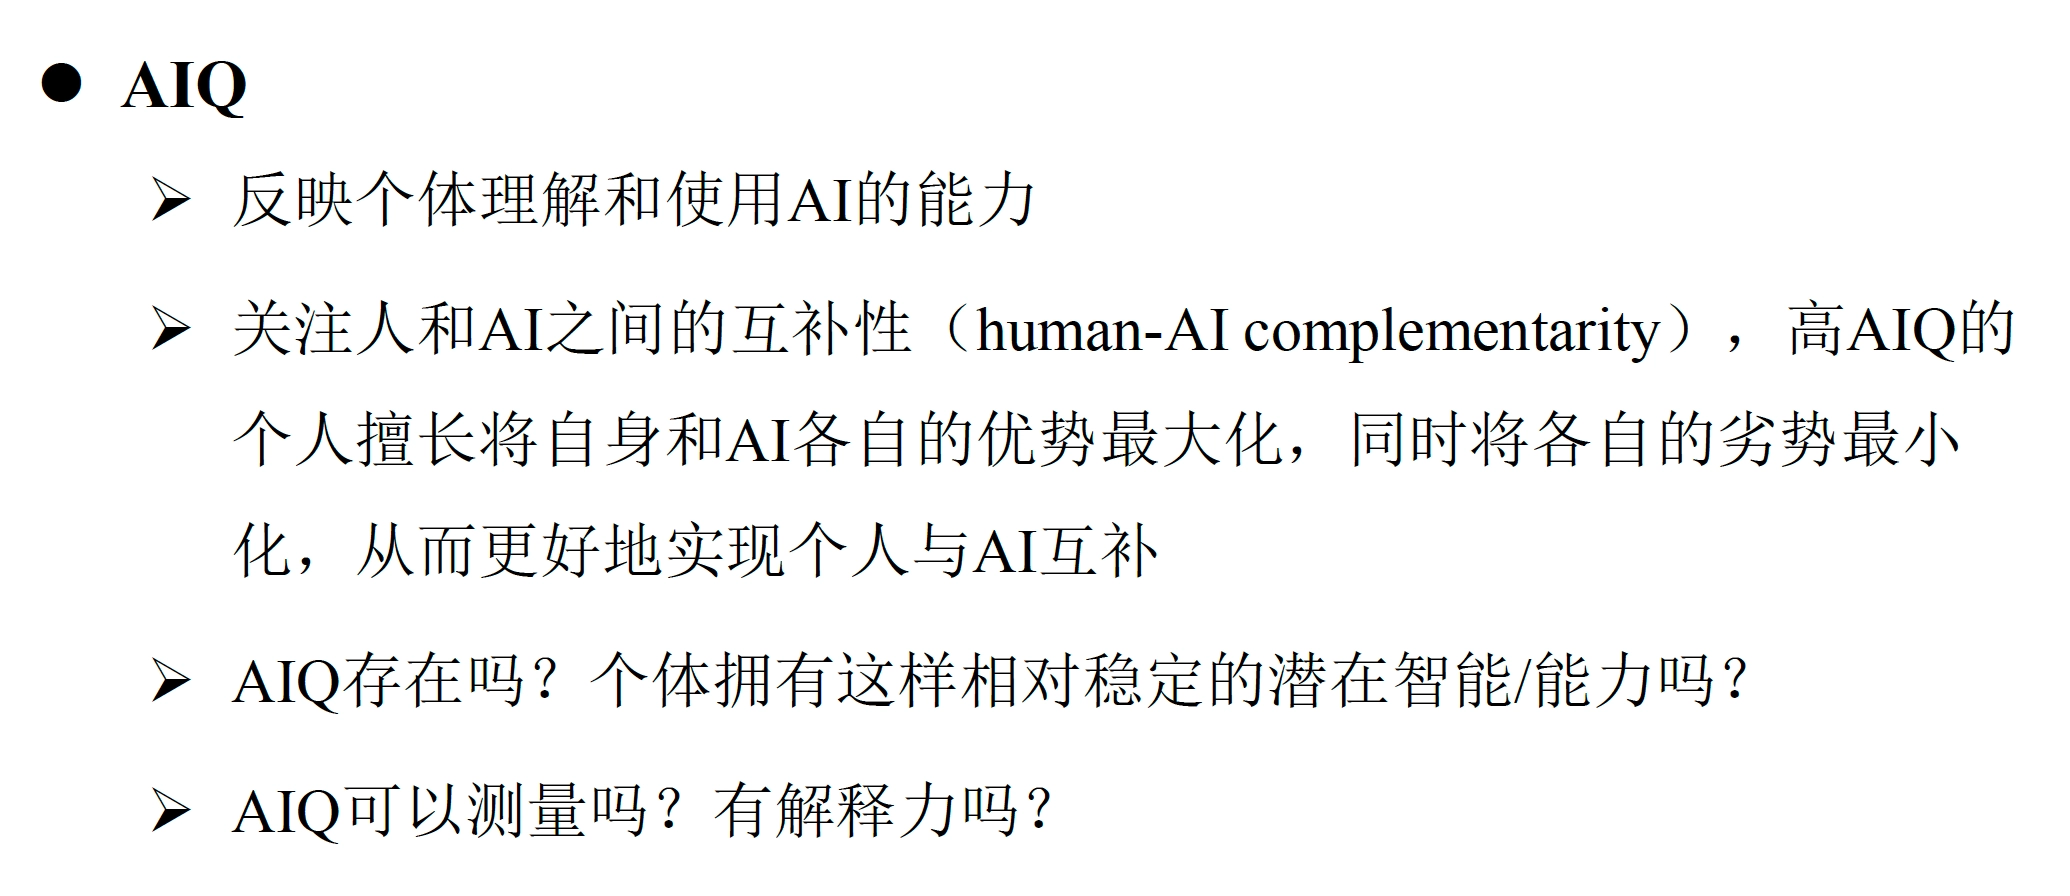 ● AIQ
➢ 反映个体理解和使用AI的能力
➢ 关注人和AI之间的互补性（human-AI complementarity），高AIQ的
个人擅长将自身和AI各自的优势最大化，同时将各自的劣势最小
化，从而更好地实现个人与AI互补
➢ AIQ存在吗？个体拥有这样相对稳定的潜在智能/能力吗？
➢ AIQ可以测量吗？有解释力吗？